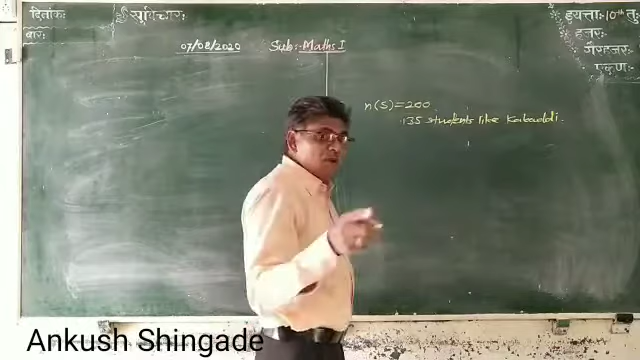 दिनांक:
वार:
सुविचार:
07/08/2020 Sub:- Maths I
इयत्ता: 10th तु:
हजर:
गैरहजर:
एकूण:
n(S)=200
135 students like Kabaddi.
Ankush Shingade